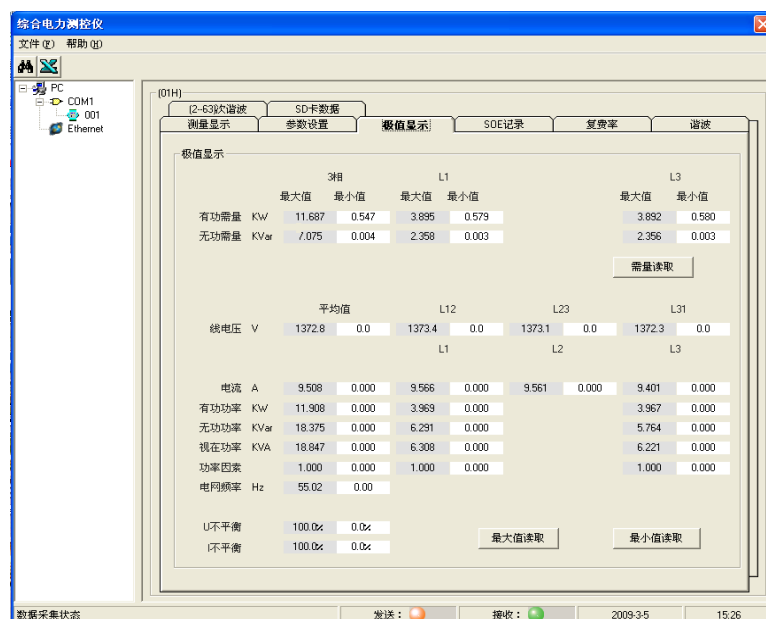 综合电力测控仪
文件(F) 帮助(H)
PC
COM1
001
Ethernet
(01H)
(2--63)次谐波 SD卡数据
测量显示 参数设置 极值显示 SOE记录 复费率 谐波
极值显示
3相 L1 L3
最大值 最小值 最大值 最小值 最大值 最小值
有功需量 KW 11.687 0.547 3.895 0.579 3.892 0.580
无功需量 KVar 7.075 0.004 2.358 0.003 2.356 0.003
需量读取
平均值 L12 L23 L31
线电压 V 1372.8 0.0 1373.4 0.0 1373.1 0.0 1372.3 0.0
L1 L2 L3
电流 A 9.508 0.000 9.566 0.000 9.561 0.000 9.401 0.000
有功功率 KW 11.908 0.000 3.969 0.000 3.967 0.000
无功功率 KVar 18.375 0.000 6.291 0.000 5.764 0.000
视在功率 KVA 18.847 0.000 6.308 0.000 6.221 0.000
功率因素 1.000 0.000 1.000 0.000 1.000 0.000
电网频率 Hz 55.02 0.00
U不平衡 100.0% 0.0%
I不平衡 100.0% 0.0%
最大值读取 最小值读取
数据采集状态 发送： 接收： 2009-3-5 15:26